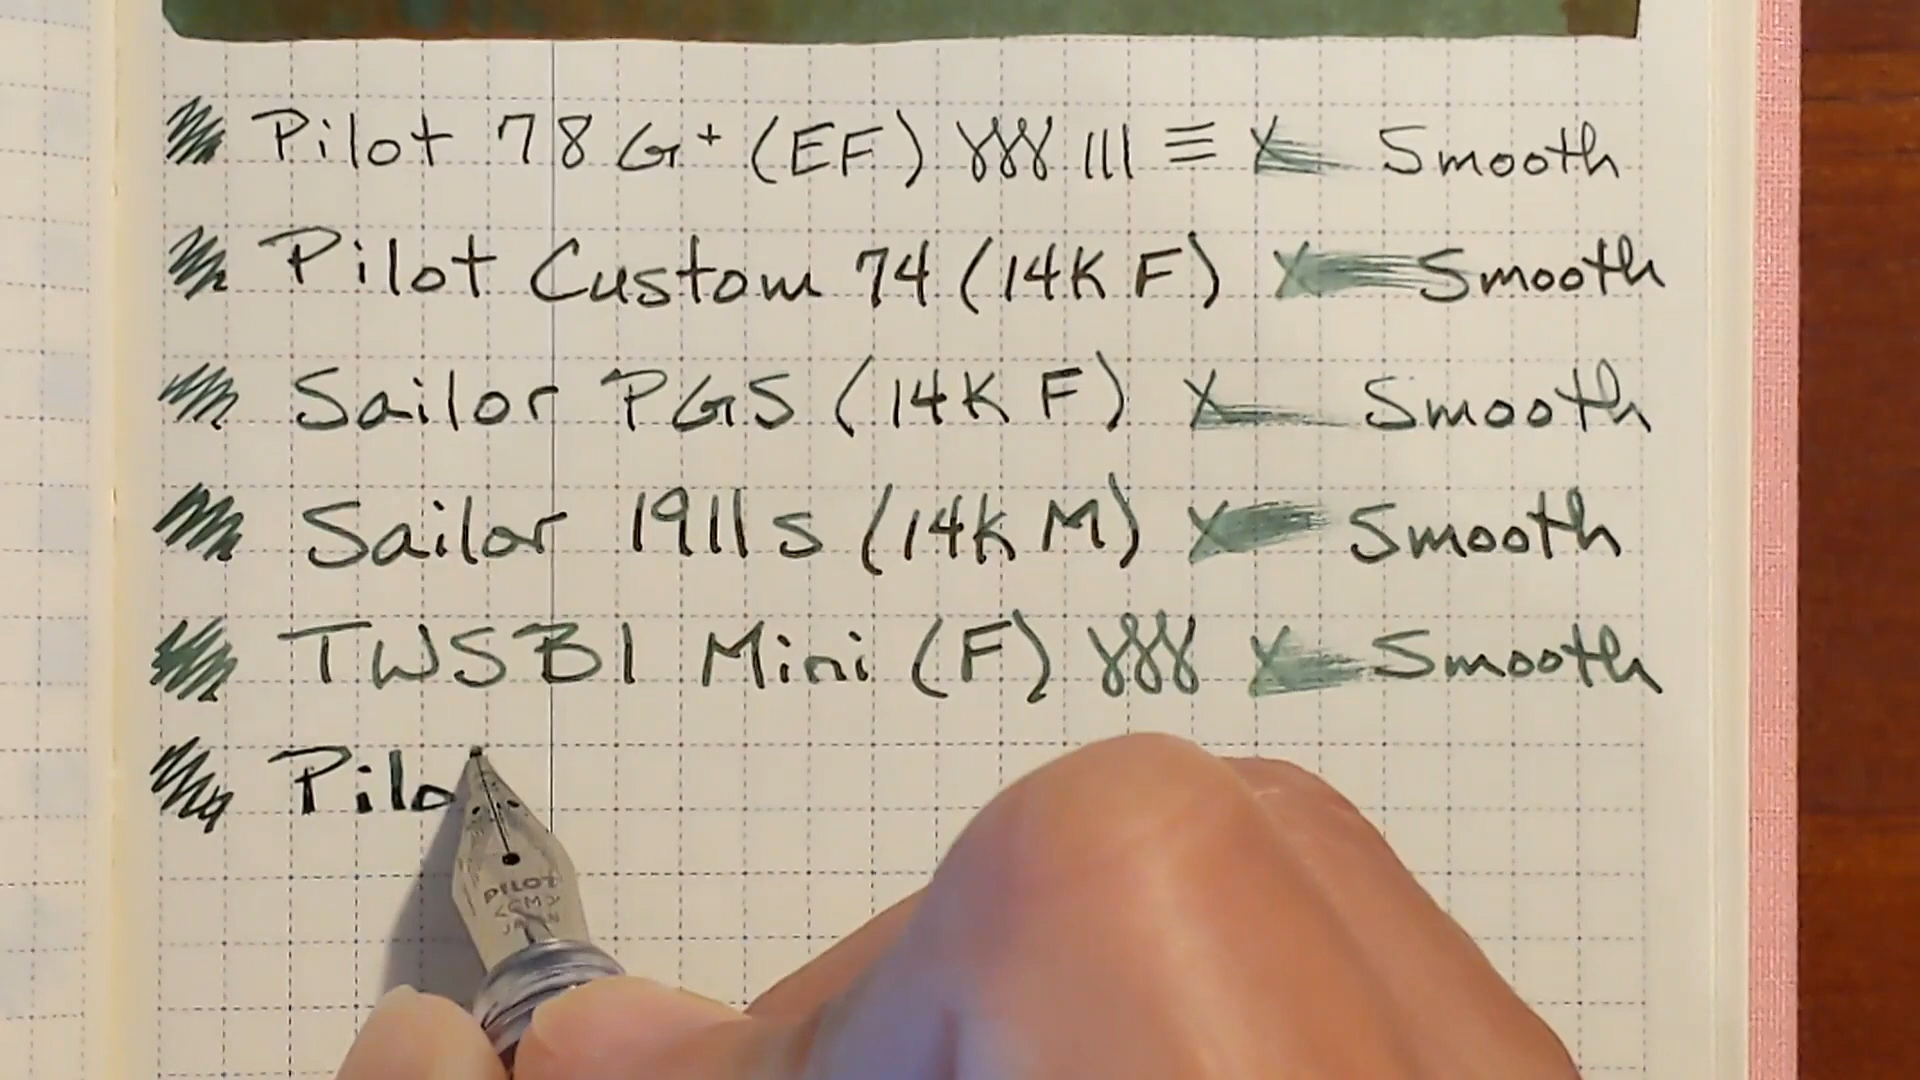 Pilot 78G+ (EF) Smooth
Pilot Custom 74 (14K F) Smooth
Sailor PGS (14K F) Smooth
Sailor 1911s (14K M) Smooth
TWSBI Mini (F) Smooth
Pilo
PILOT
JAPAN